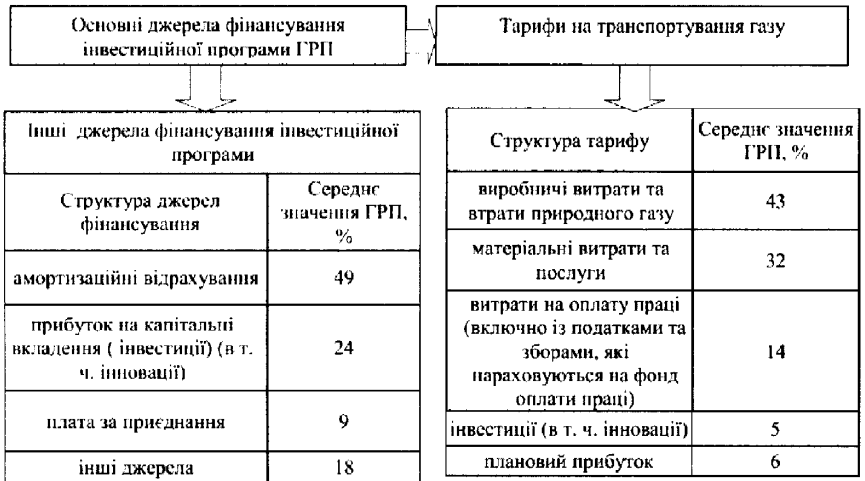 Основні джерела фінансування
інвестиційної програми ГРП
Тарифи на транспортування газу
Інші джерела фінансування інвестиційної
програми
Структура джерел
фінансування
Середнє
значення ГРП,
%
амортизаційні відрахування
49
прибуток на капітальні
вкладення ( інвестиції) (в т.
ч. інновації)
24
плата за приєднання
9
інші джерела
18
Структура тарифу
Середнє значення
ГРП, %
виробничі витрати та
втрати природного газу
43
матеріальні витрати та
послуги
32
витрати на оплату праці
(включно із податками та
зборами, які
нараховуються на фонд
оплати праці)
14
інвестиції (в т. ч. інновації)
5
плановий прибуток
6